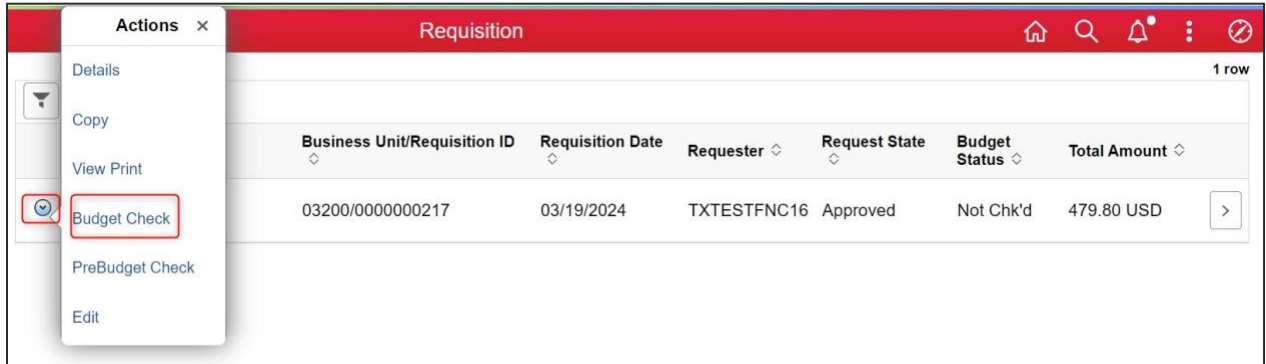 Actions ×
Requisition
1 row
Details
Copy
View Print
Budget Check
PreBudget Check
Edit
Business Unit/Requisition ID
Requisition Date
Requester
Request State
Budget
Status
Total Amount
03200/0000000217
03/19/2024
TXTESTFNC16
Approved
Not Chk'd
479.80 USD